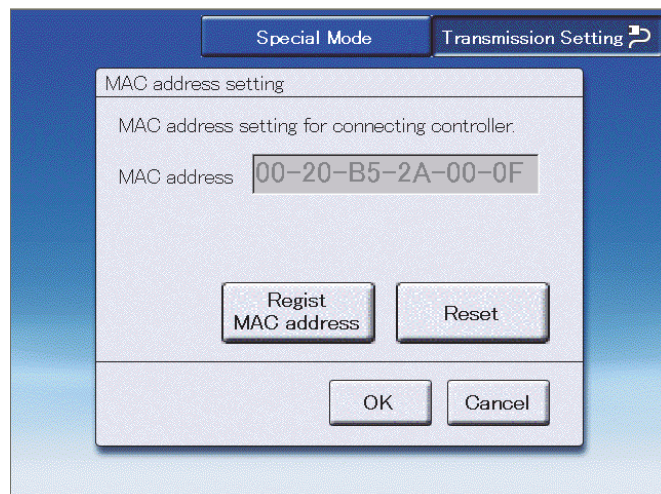 Special Mode
Transmission Setting
MAC address setting
MAC address setting for connecting controller.
MAC address 00-20-B5-2A-00-0F
Regist
MAC address
Reset
OK
Cancel